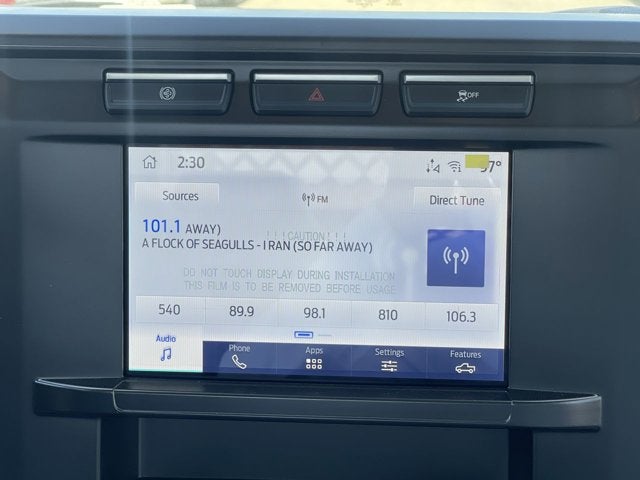 OFF
2:30
57°
Sources
FM
Direct Tune
101.1 AWAY)
!!! CAUTION !!!
A FLOCK OF SEAGULLS - I RAN (SO FAR AWAY)
DO NOT TOUCH DISPLAY DURING INSTALLATION
THIS FILM IS TO BE REMOVED BEFORE USAGE
540 89.9 98.1 810 106.3
Audio Phone Apps Settings Features